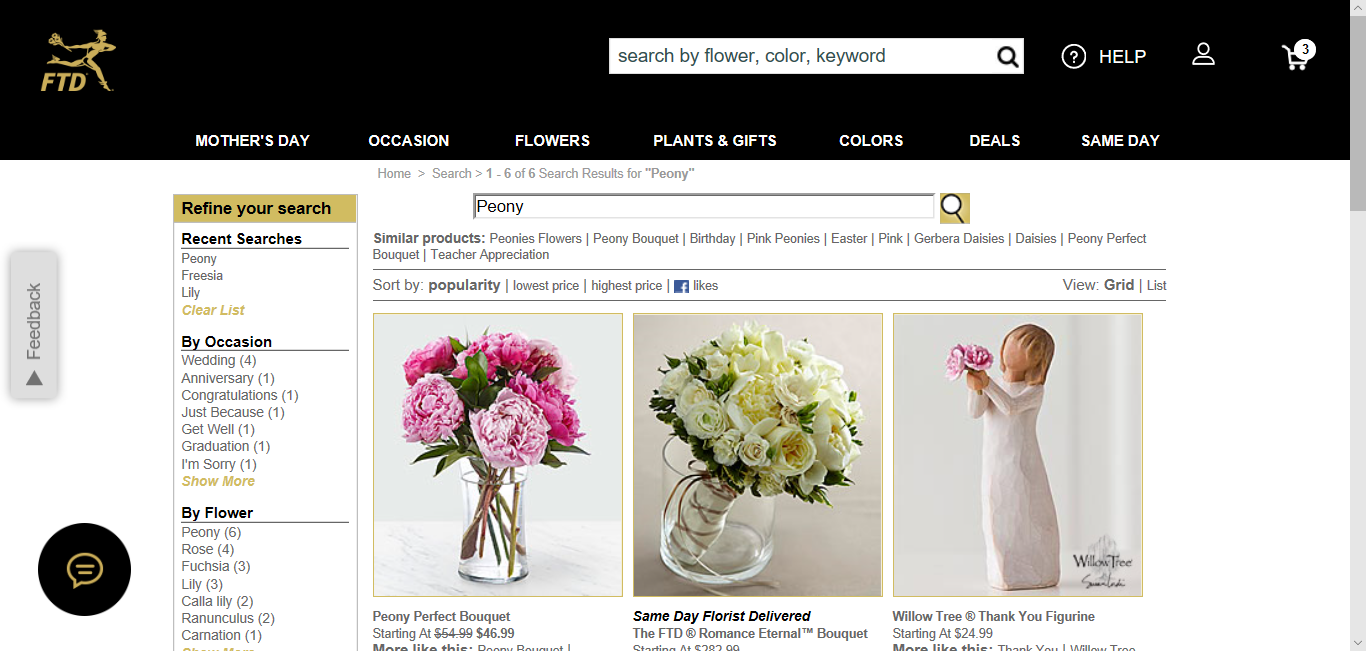 FTD
search by flower, color, keyword
? HELP
3
MOTHER'S DAY OCCASION FLOWERS PLANTS & GIFTS COLORS DEALS SAME DAY
Home > Search > 1 - 6 of 6 Search Results for "Peony"
Refine your search
Recent Searches
Peony
Freesia
Lily
Clear List
By Occasion
Wedding (4)
Anniversary (1)
Congratulations (1)
Just Because (1)
Get Well (1)
Graduation (1)
I'm Sorry (1)
Show More
By Flower
Peony (6)
Rose (4)
Fuchsia (3)
Lily (3)
Calla lily (2)
Ranunculus (2)
Carnation (1)
Show More
Feedback
Peony
Similar products: Peonies Flowers | Peony Bouquet | Birthday | Pink Peonies | Easter | Pink | Gerbera Daisies | Daisies | Peony Perfect
Bouquet | Teacher Appreciation
Sort by: popularity | lowest price | highest price | f likes
View: Grid | List
Peony Perfect Bouquet
Starting At $54.99 $46.99
More like this: Peony Bouquet |
Same Day Florist Delivered
The FTD ® Romance Eternal™ Bouquet
Starting At $282.99
Willow Tree
Willow Tree ® Thank You Figurine
Starting At $24.99
More like this: Thank You | Willow Tree